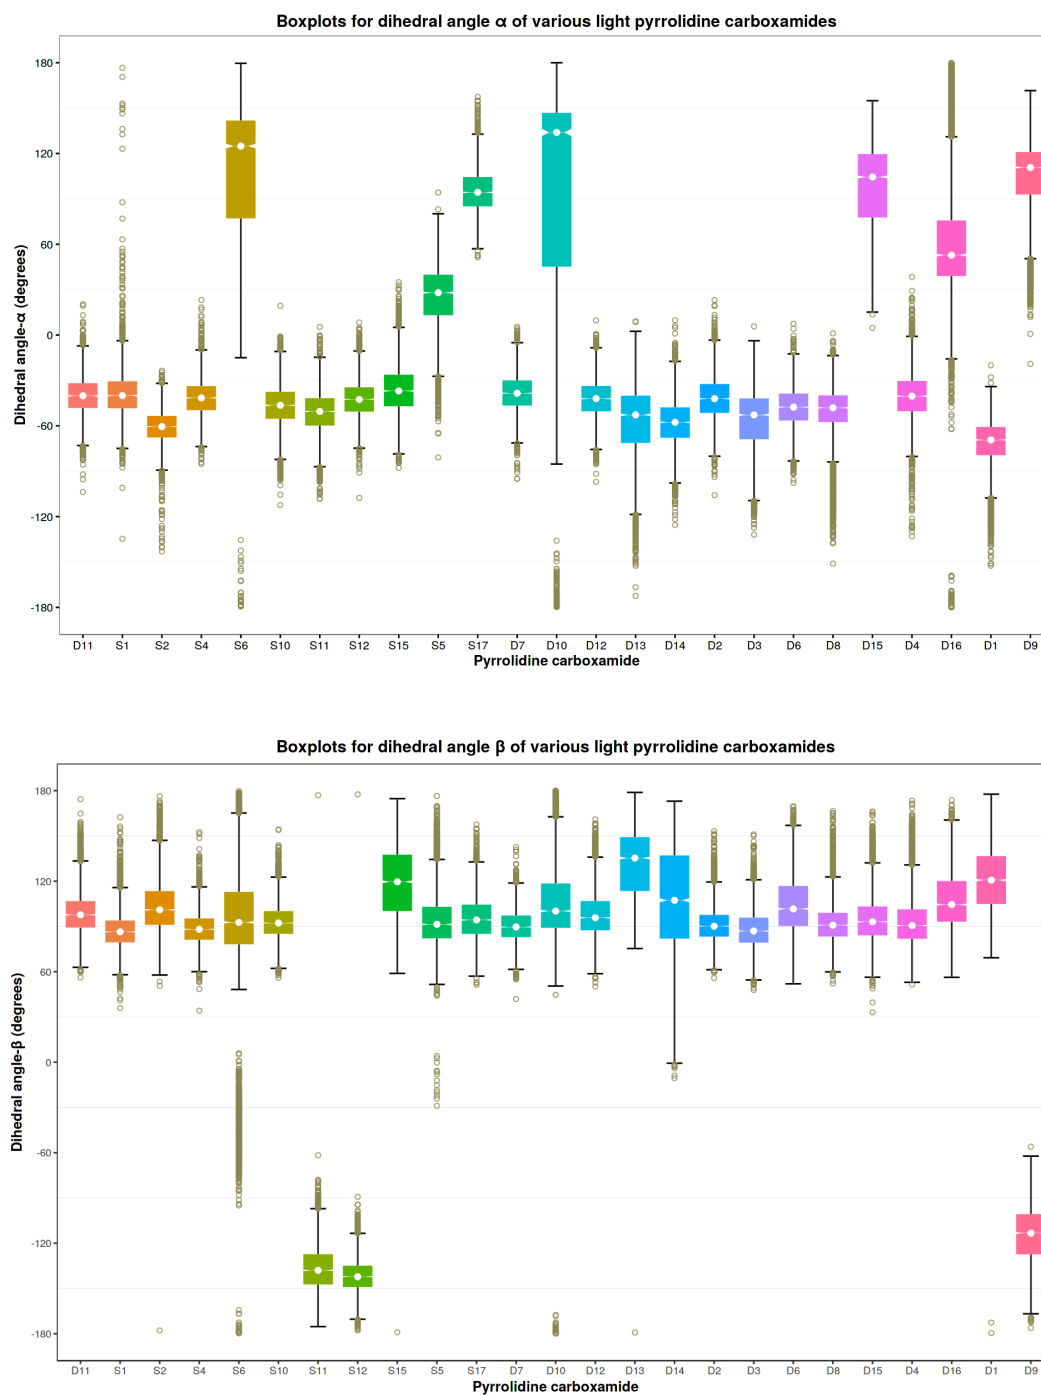 Boxplots for dihedral angle α of various light pyrrolidine carboxamides
Dihedral angle-α (degrees)
180
120
60
0
-60
-120
-180
D11 S1 S2 S4 S6 S10 S11 S12 S15 S5 S17 D7 D10 D12 D13 D14 D2 D3 D6 D8 D15 D4 D16 D1 D9
Pyrrolidine carboxamide
Boxplots for dihedral angle β of various light pyrrolidine carboxamides
Dihedral angle-β (degrees)
180
120
60
0
-60
-120
-180
D11 S1 S2 S4 S6 S10 S11 S12 S15 S5 S17 D7 D10 D12 D13 D14 D2 D3 D6 D8 D15 D4 D16 D1 D9
Pyrrolidine carboxamide